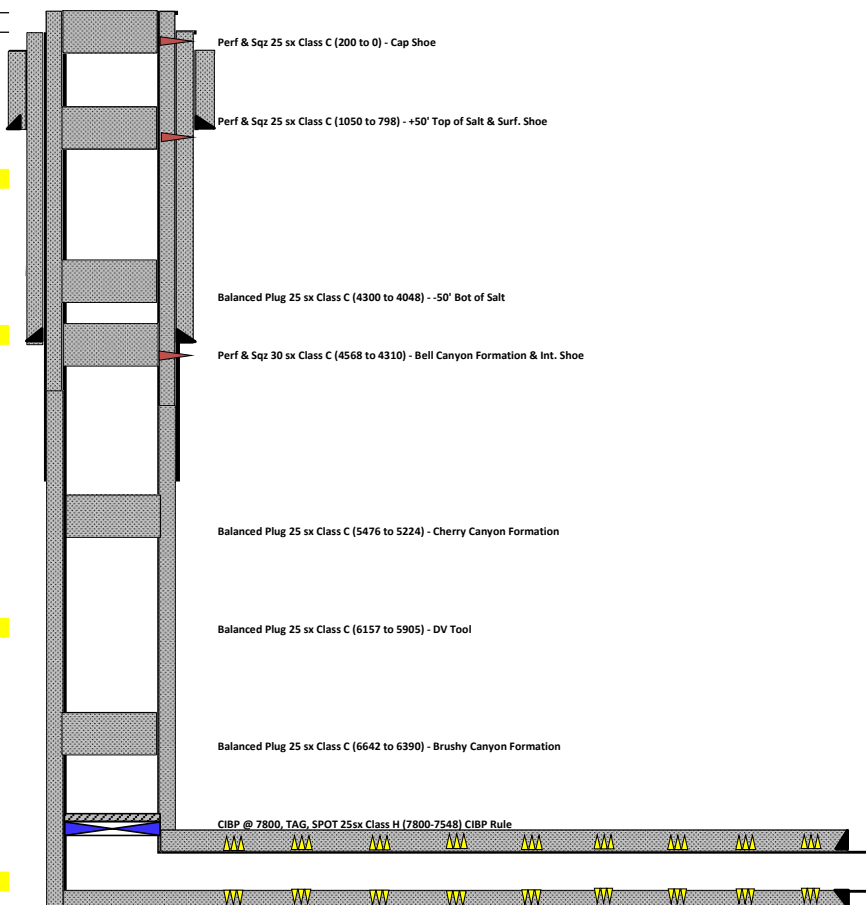 Perf & Sqz 25 sx Class C (200 to 0) - Cap Shoe
Perf & Sqz 25 sx Class C (1050 to 798) - +50' Top of Salt & Surf. Shoe
Balanced Plug 25 sx Class C (4300 to 4048) - -50' Bot of Salt
Perf & Sqz 30 sx Class C (4568 to 4310) - Bell Canyon Formation & Int. Shoe
Balanced Plug 25 sx Class C (5476 to 5224) - Cherry Canyon Formation
Balanced Plug 25 sx Class C (6157 to 5905) - DV Tool
Balanced Plug 25 sx Class C (6642 to 6390) - Brushy Canyon Formation
CIBP @ 7800, TAG, SPOT 25sx Class H (7800-7548) CIBP Rule